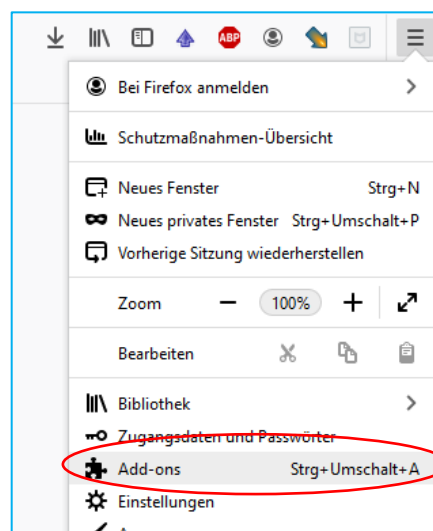 ABP
Bei Firefox anmelden
Schutzmaßnahmen-Übersicht
Neues Fenster Strg+N
Neues privates Fenster Strg+Umschalt+P
Vorherige Sitzung wiederherstellen
Zoom 100%
Bearbeiten
Bibliothek
Zugangsdaten und Passwörter
Add-ons Strg+Umschalt+A
Einstellungen